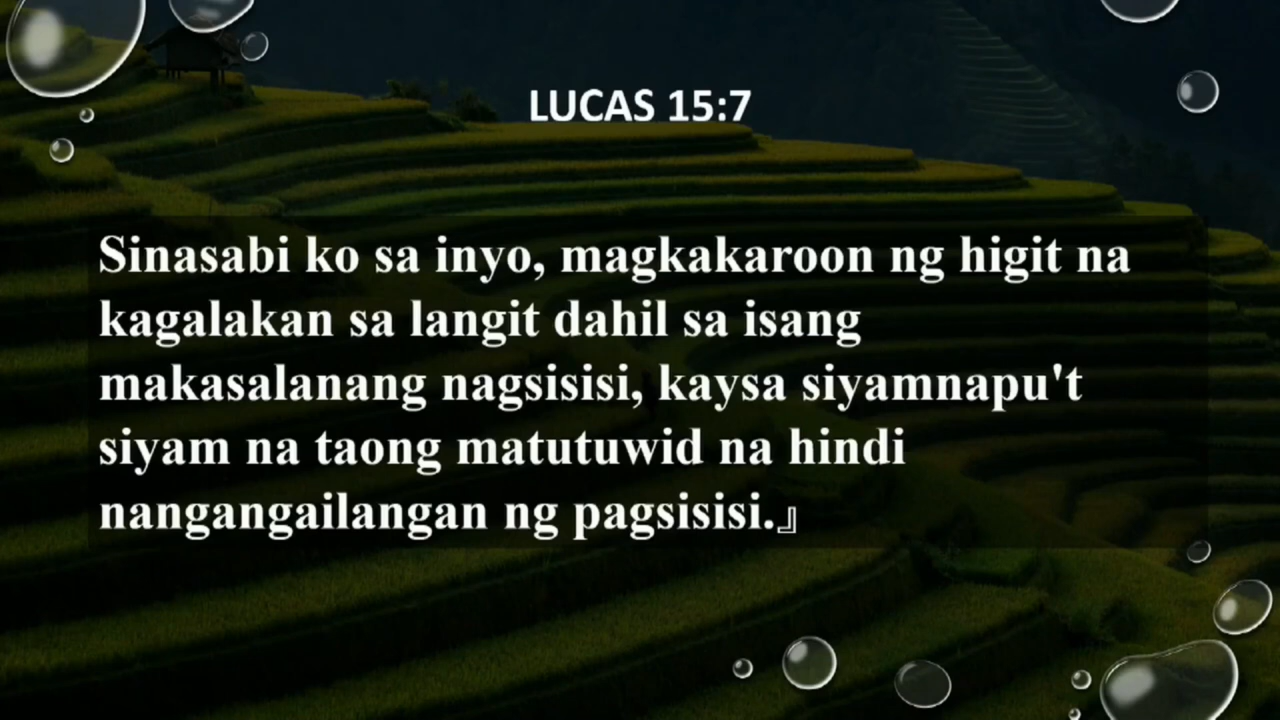 LUCAS 15:7
Sinasabi ko sa inyo, magkakaroon ng higit na
kagalakan sa langit dahil sa isang
makasalanang nagsisisi, kaysa siyamnapu't
siyam na taong matutuwid na hindi
nangangailangan ng pagsisisi.』